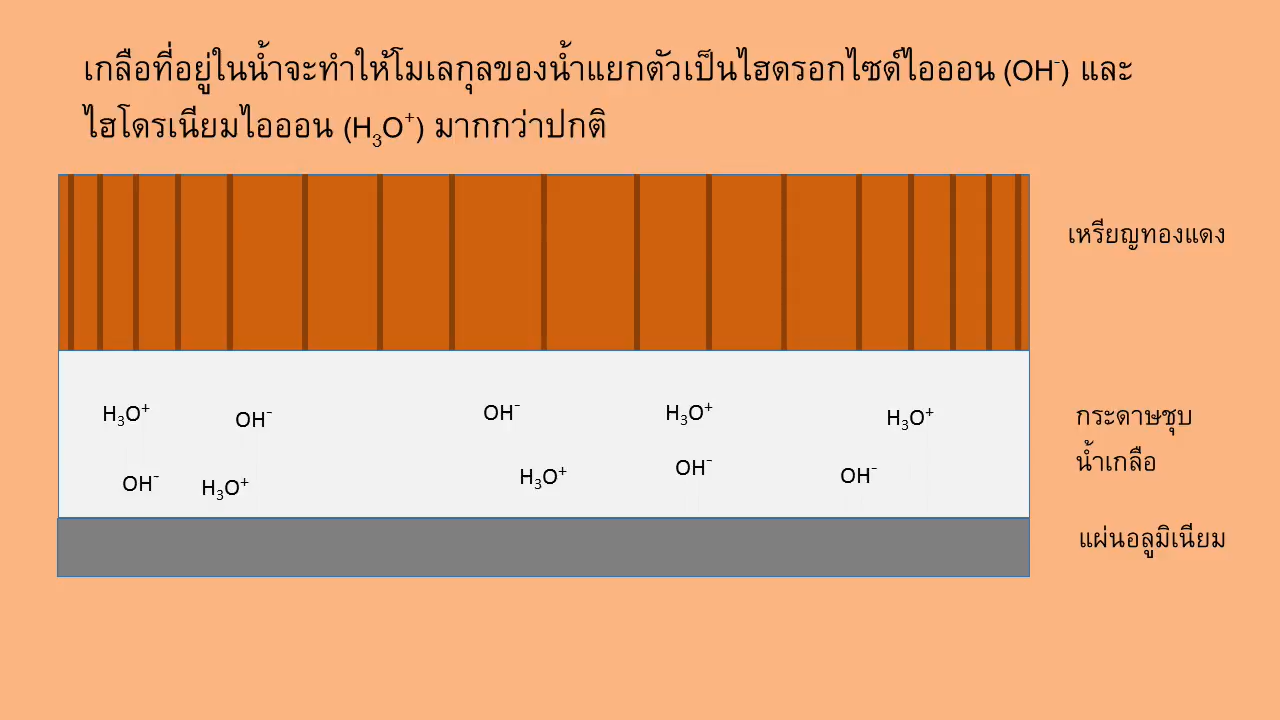 เกลือที่อยู่ในน้ำจะทำให้โมเลกุลของน้ำแยกตัวเป็นไฮดรอกไซด์ไอออน (OH⁻) และ
ไฮโดรเนียมไอออน (H₃O⁺) มากกว่าปกติ
เหรียญทองแดง
H₃O⁺ OH⁻ OH⁻ H₃O⁺ H₃O⁺
กระดาษชุบ
น้ำเกลือ
OH⁻ H₃O⁺ H₃O⁺ OH⁻ OH⁻
แผ่นอลูมิเนียม